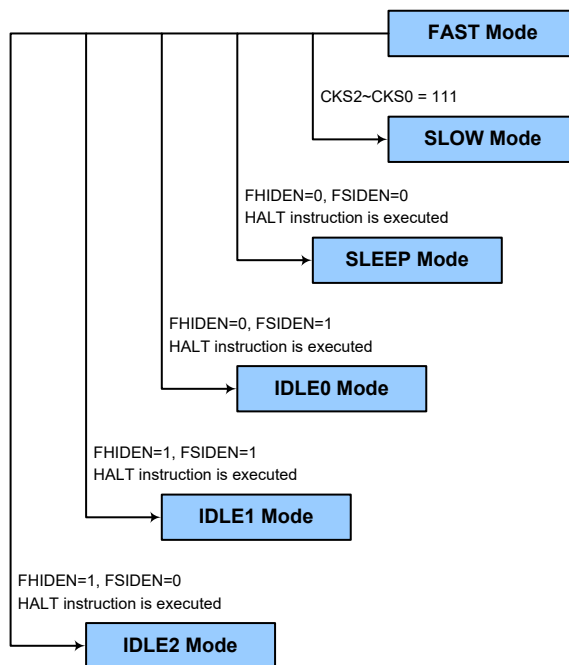 FAST Mode
CKS2~CKS0 = 111
SLOW Mode
FHIDEN=0, FSIDEN=0
HALT instruction is executed
SLEEP Mode
FHIDEN=0, FSIDEN=1
HALT instruction is executed
IDLE0 Mode
FHIDEN=1, FSIDEN=1
HALT instruction is executed
IDLE1 Mode
FHIDEN=1, FSIDEN=0
HALT instruction is executed
IDLE2 Mode